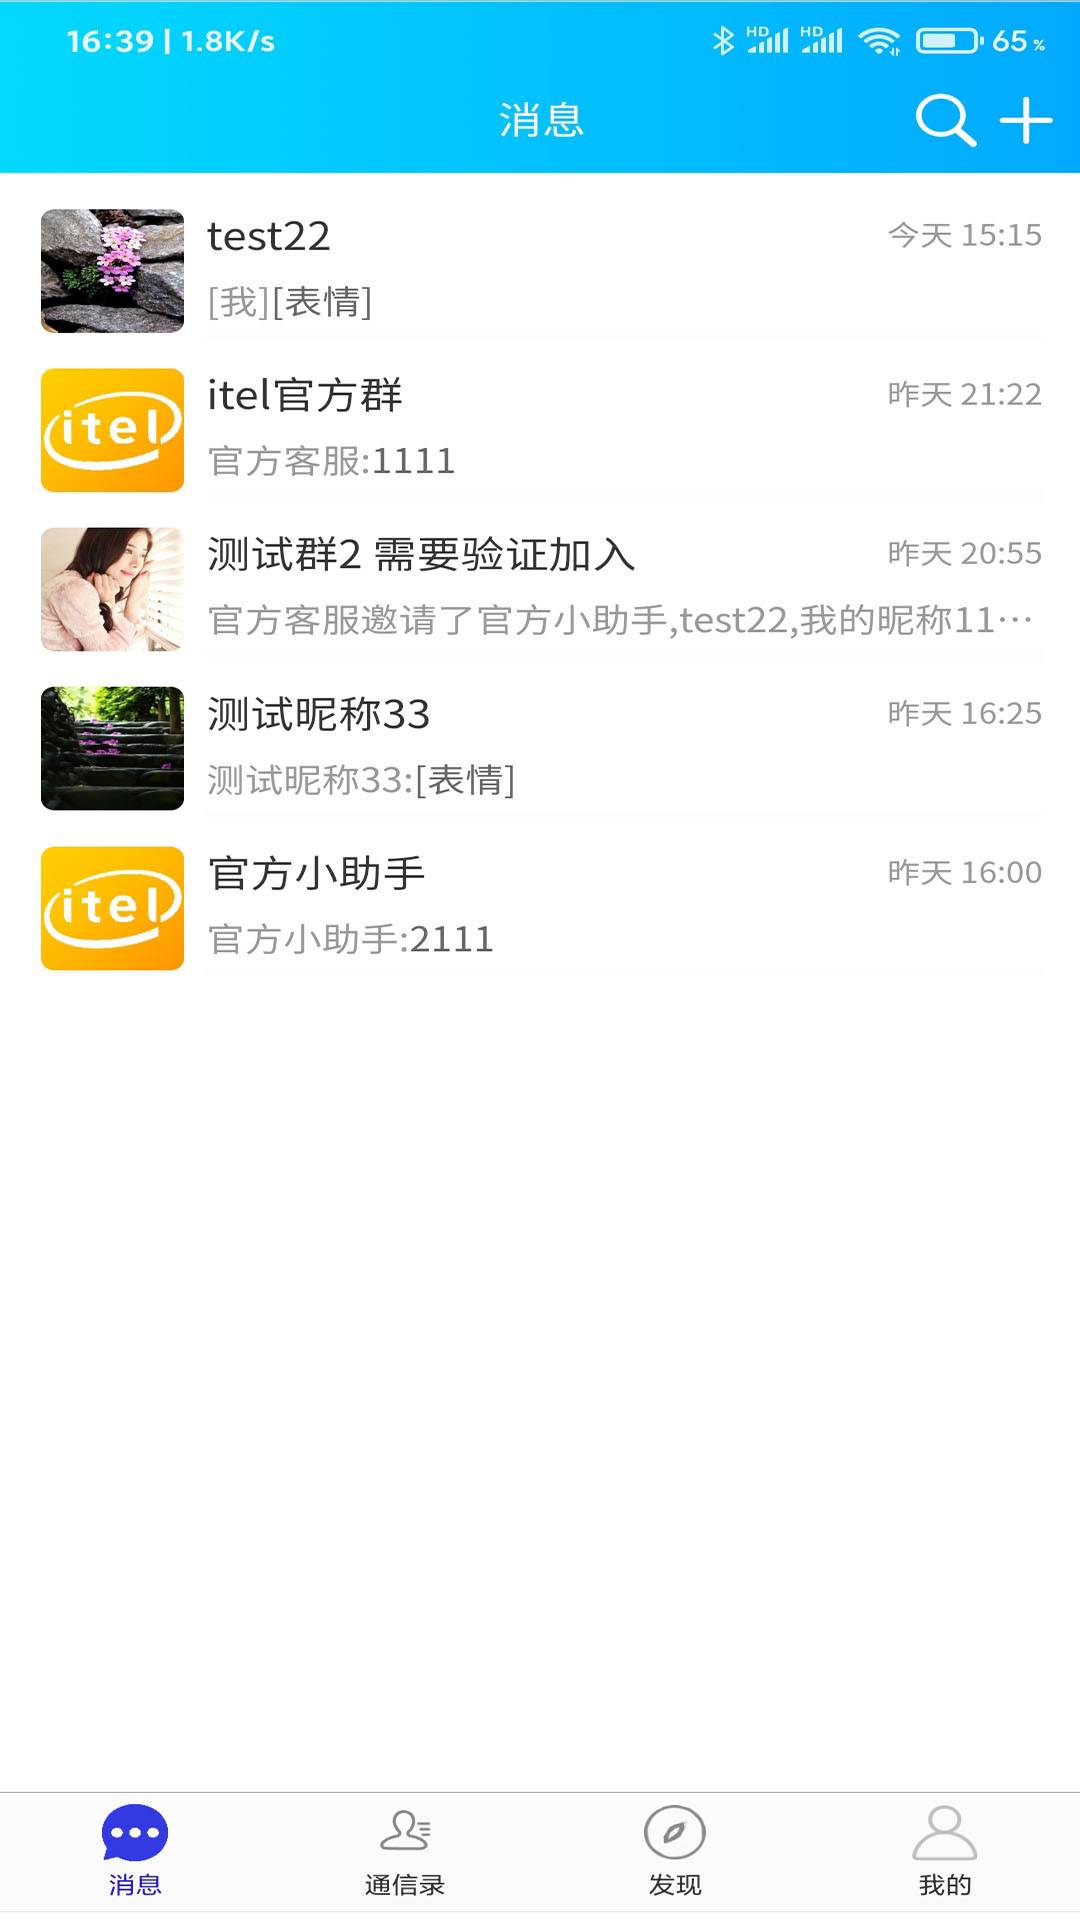 16:39 | 1.8K/s HD HD 65 %
消息
test22 今天 15:15
[我][表情]
itel
itel官方群 昨天 21:22
官方客服:1111
测试群2 需要验证加入 昨天 20:55
官方客服邀请了官方小助手,test22,我的昵称11···
测试昵称33 昨天 16:25
测试昵称33:[表情]
itel
官方小助手 昨天 16:00
官方小助手:2111
消息 通信录 发现 我的